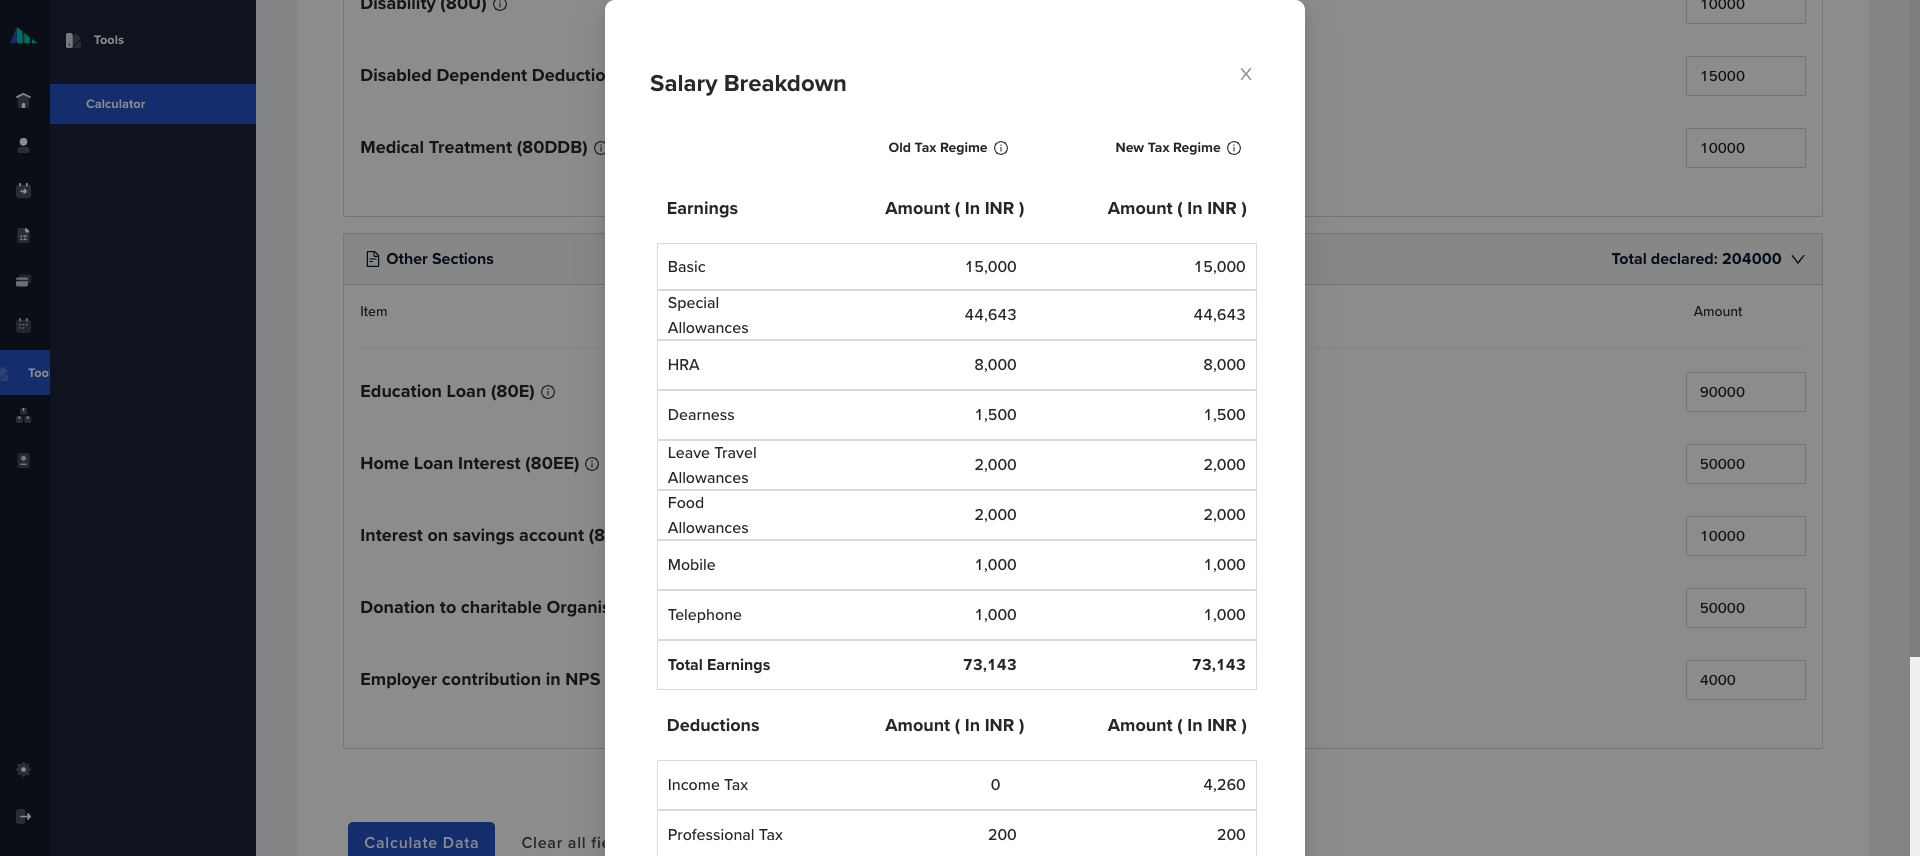 Tools
Calculator
Too
Disability (80U)
10000
Disabled Dependent Deductio
15000
Medical Treatment (80DDB)
10000
Other Sections
Total declared: 204000
Item
Amount
Education Loan (80E)
90000
Home Loan Interest (80EE)
50000
Interest on savings account (8
10000
Donation to charitable Organis
50000
Employer contribution in NPS
4000
Calculate Data
Clear all fie
Salary Breakdown
X
Old Tax Regime
New Tax Regime
Earnings Amount ( In INR ) Amount ( In INR )
Basic 15,000 15,000
Special
Allowances 44,643 44,643
HRA 8,000 8,000
Dearness 1,500 1,500
Leave Travel
Allowances 2,000 2,000
Food
Allowances 2,000 2,000
Mobile 1,000 1,000
Telephone 1,000 1,000
Total Earnings 73,143 73,143
Deductions Amount ( In INR ) Amount ( In INR )
Income Tax 0 4,260
Professional Tax 200 200